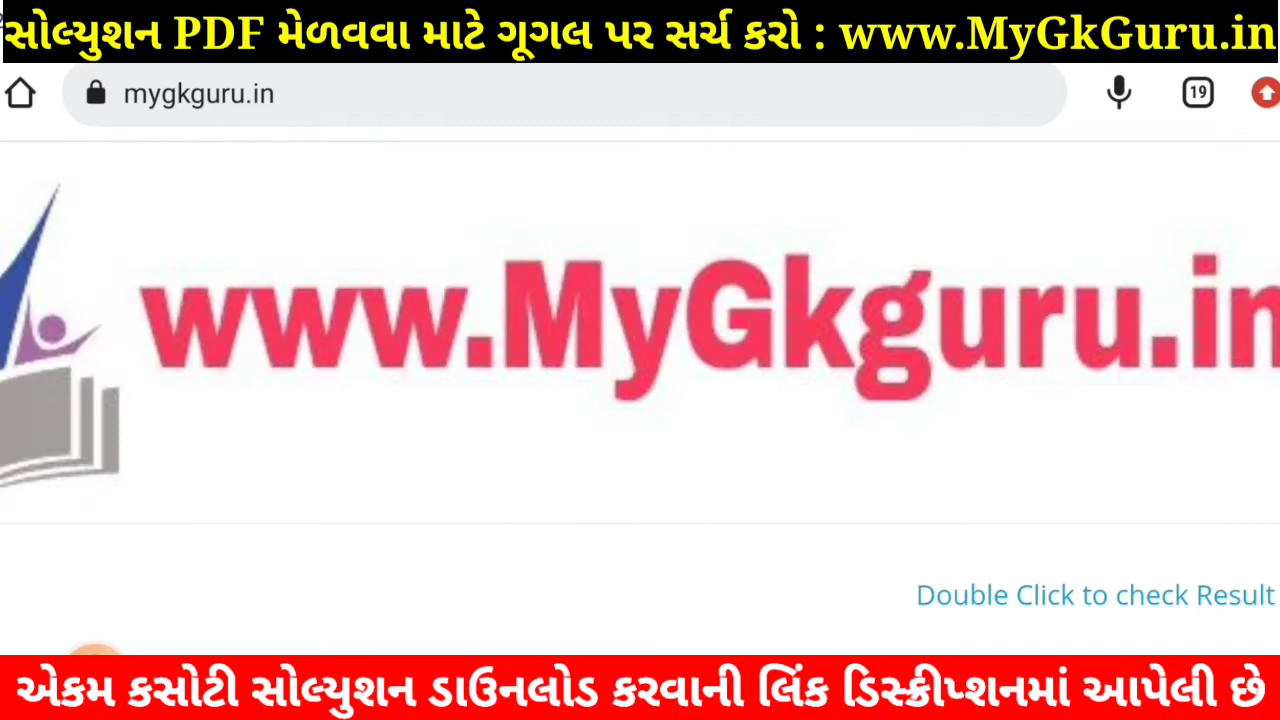 સોલ્યુશન PDF મેળવવા માટે ગૂગલ પર સર્ચ કરો : www.MyGkGuru.in
mygkguru.in
19
www.MyGkguru.in
Double Click to check Result
એકમ કસોટી સોલ્યુશન ડાઉનલોડ કરવાની લિંક ડિસ્ક્રીપ્શનમાં આપેલી છે